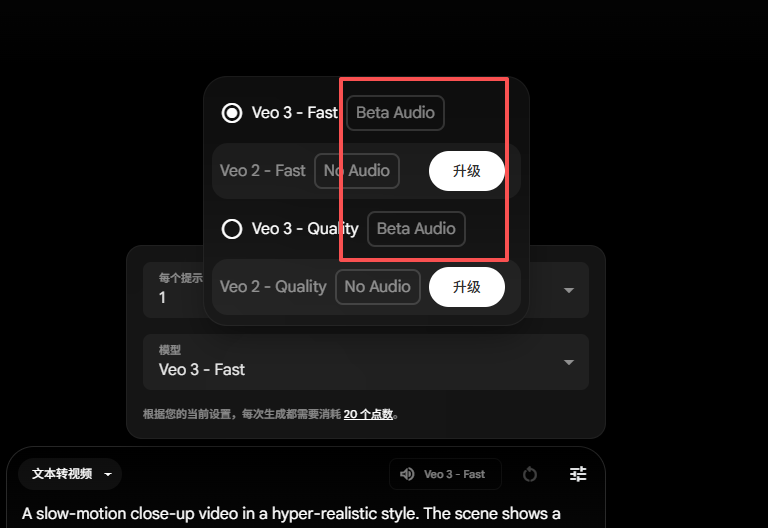 Veo 3 - Fast Beta Audio
Veo 2 - Fast No Audio 升级
Veo 3 - Quality Beta Audio
Veo 2 - Quality No Audio 升级
每个提示
1
模型
Veo 3 - Fast
根据您的当前设置，每次生成都需要消耗 20 个点数。
文本转视频 Veo 3 - Fast
A slow-motion close-up video in a hyper-realistic style. The scene shows a